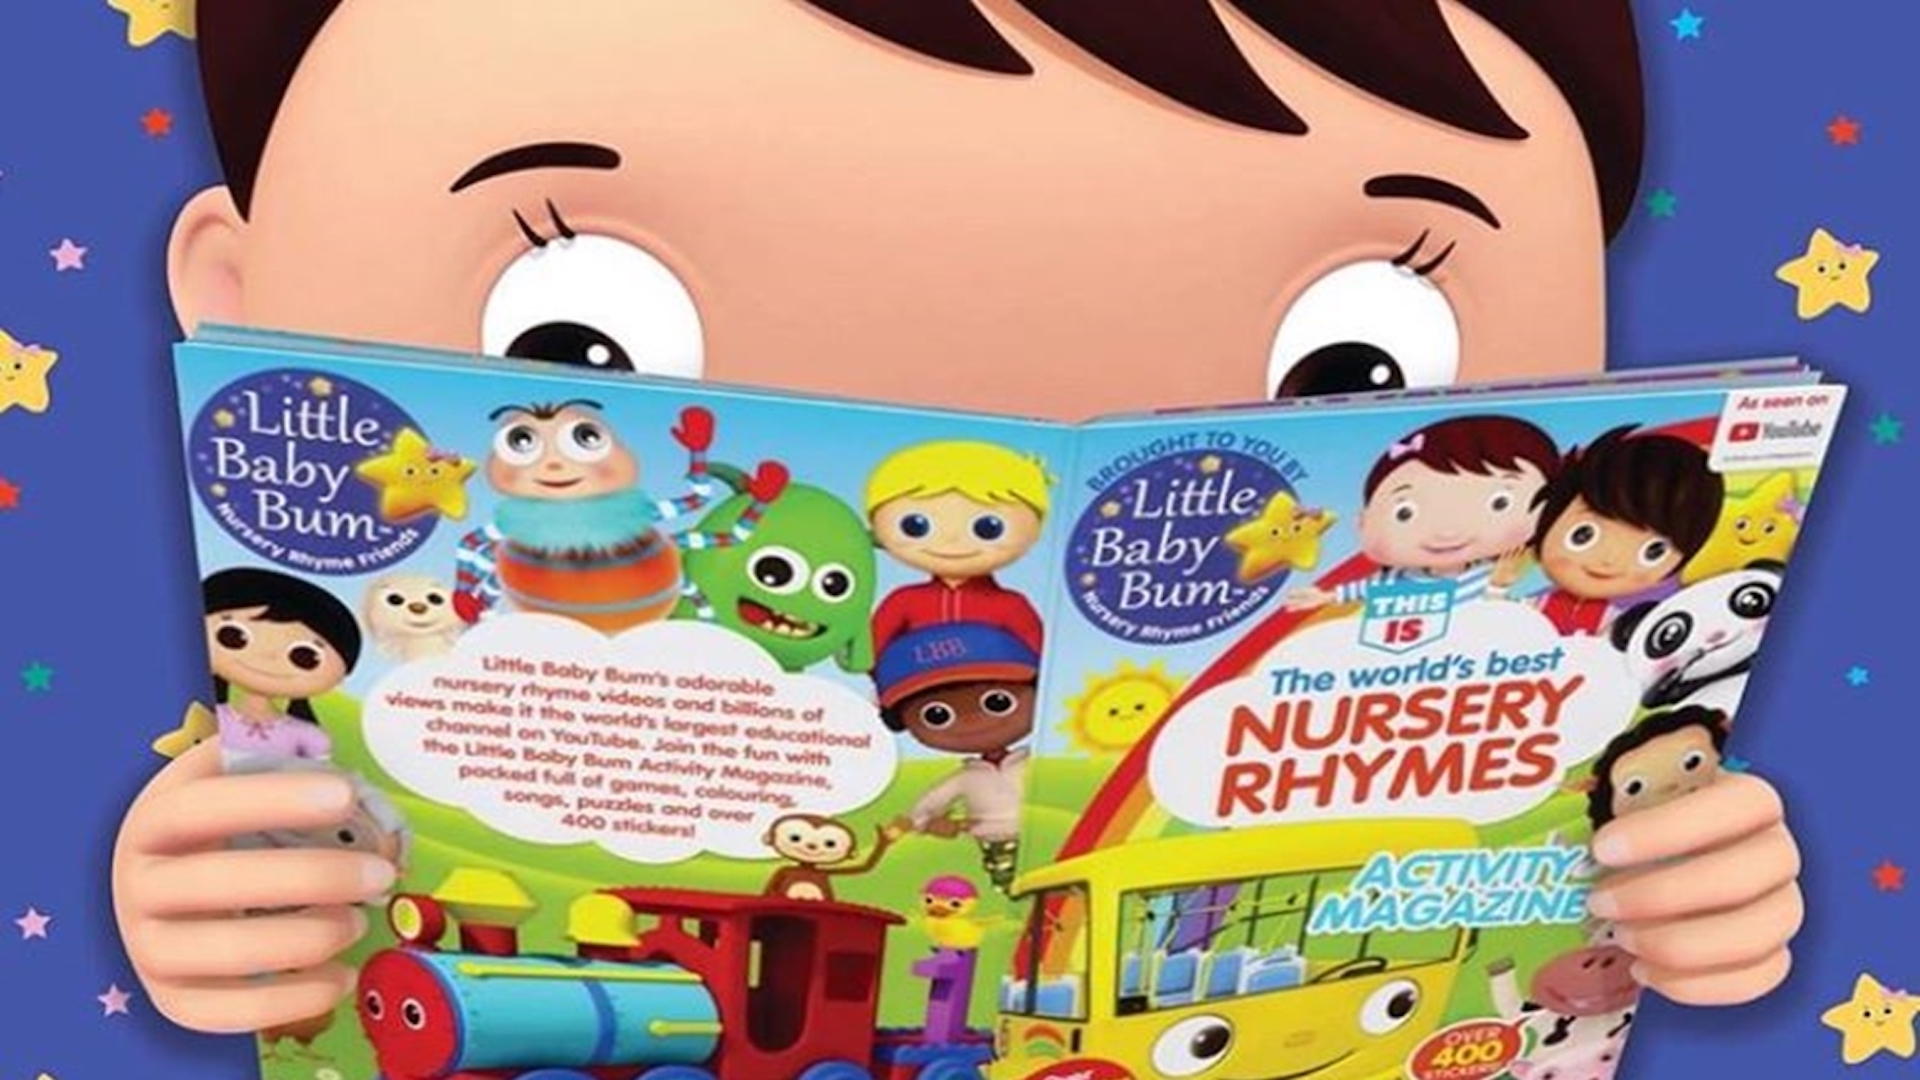 Little
Baby
Bum
Nursery Rhyme Friends
Little Baby Bum's adorable
nursery rhyme videos and billions of
views make it the world's largest educational
channel on YouTube. Join the fun with
the Little Baby Bum Activity Magazine,
packed full of games, colouring,
songs, puzzles and over
400 stickers!
LBB
BROUGHT TO YOU BY
Little
Baby
Bum
Nursery Rhyme Friends
As seen on
YouTube
THIS
IS
The world's best
NURSERY
RHYMES
ACTIVITY
MAGAZINE
1
OVER
400
STICKERS